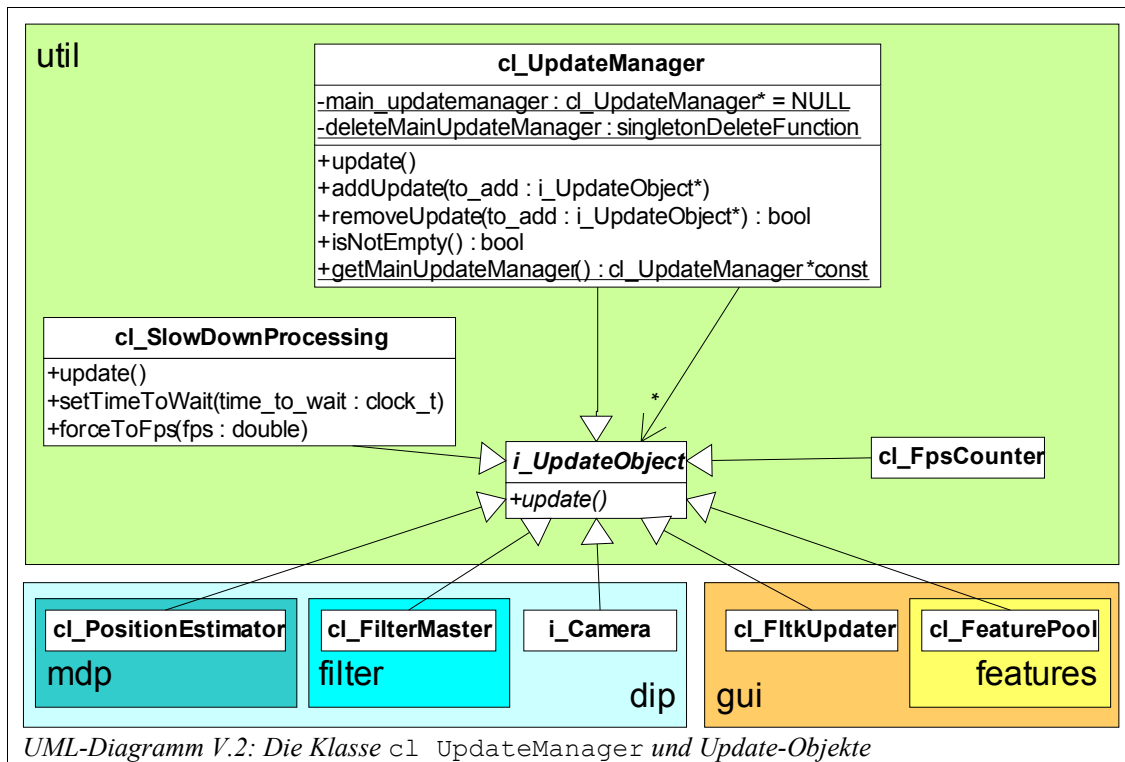 util
cl_UpdateManager
-main_updatemanager : cl_UpdateManager* = NULL
-deleteMainUpdateManager : singletonDeleteFunction
+update()
+addUpdate(to_add : i_UpdateObject*)
+removeUpdate(to_add : i_UpdateObject*) : bool
+isNotEmpty() : bool
+getMainUpdateManager() : cl_UpdateManager *const
cl_SlowDownProcessing
+update()
+setTimeToWait(time_to_wait : clock_t)
+forceToFps(fps : double)
*
i_UpdateObject
+update()
cl_FpsCounter
cl_PositionEstimator
mdp
cl_FilterMaster
filter
i_Camera
dip
cl_FltkUpdater
gui
cl_FeaturePool
features
UML-Diagramm V.2: Die Klasse cl UpdateManager und Update-Objekte